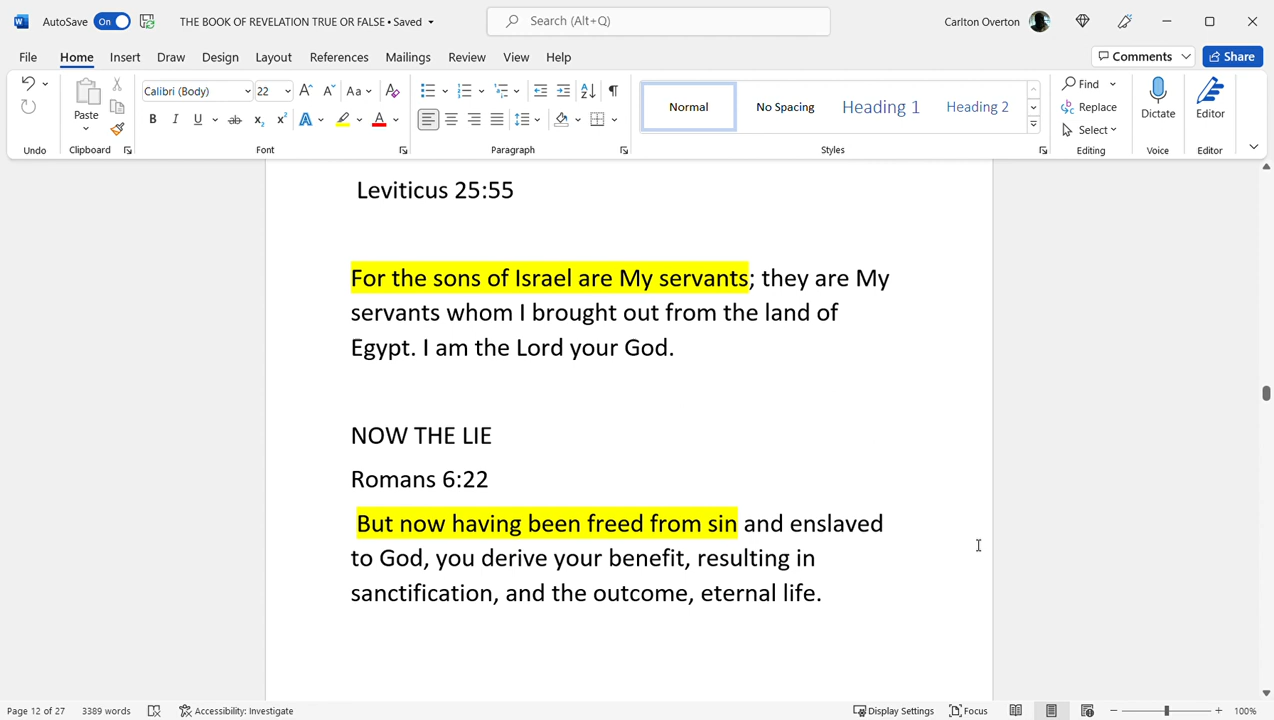 AutoSave On THE BOOK OF REVELATION TRUE OR FALSE • Saved Search (Alt+Q) Carlton Overton
File Home Insert Draw Design Layout References Mailings Review View Help Comments Share
Calibri (Body) 22 Aa Find
Paste Normal No Spacing Heading 1 Heading 2 Replace Dictate Editor
Select
Undo Clipboard Font Paragraph Styles Editing Voice Editor
Leviticus 25:55
For the sons of Israel are My servants; they are My
servants whom I brought out from the land of
Egypt. I am the Lord your God.
NOW THE LIE
Romans 6:22
But now having been freed from sin and enslaved
to God, you derive your benefit, resulting in
sanctification, and the outcome, eternal life.
Page 12 of 27 3389 words Accessibility: Investigate Display Settings Focus 100%